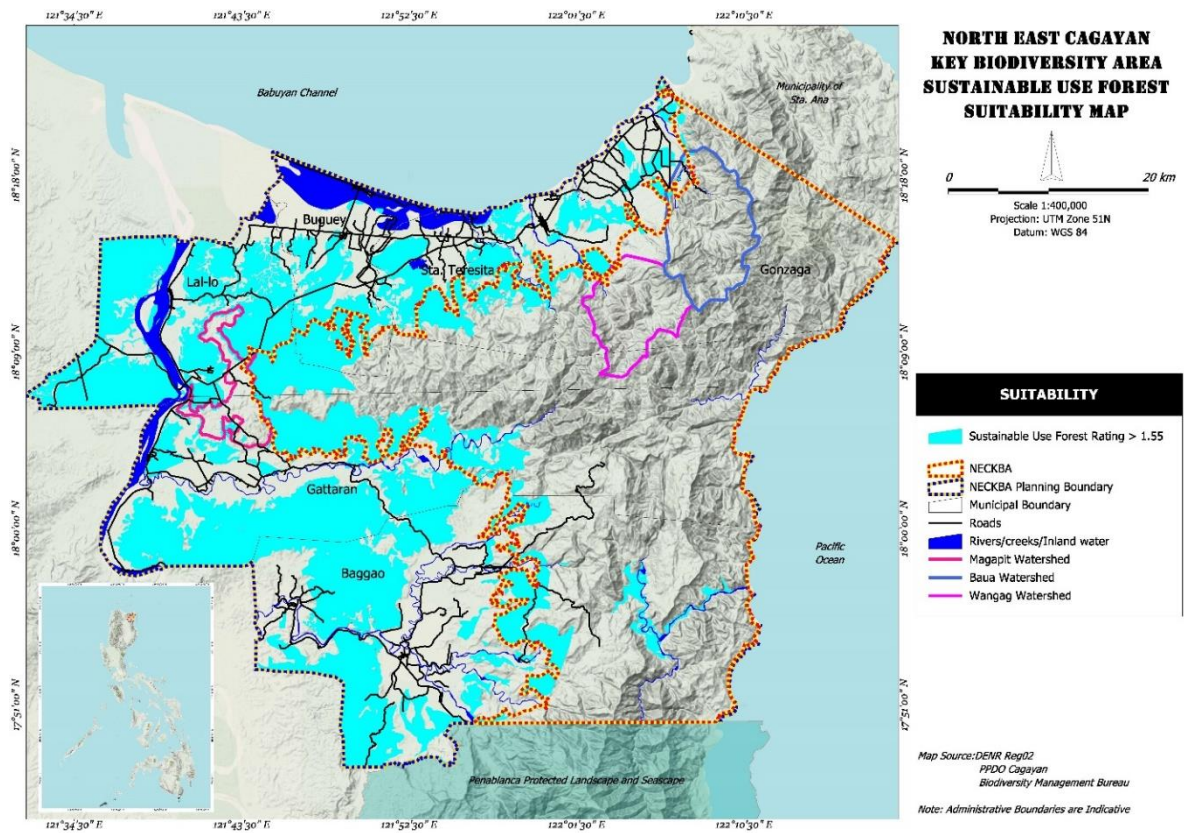 121°34'30" E
121°43'30" E
121°52'30" E
122°01'30" E
122°10'30" E
NORTH EAST CAGAYAN
KEY BIODIVERSITY AREA
SUSTAINABLE USE FOREST
SUITABILITY MAP
0
20 km
Scale 1:400,000
Projection: UTM Zone 51N
Datum: WGS 84
Babuyan Channel
Municipality of
Sta. Ana
18°18'00" N
18°18'00" N
Buguey
Sta. Teresita
Gonzaga
Lal-lo
18°09'00" N
18°09'00" N
Gattaran
18°00'00" N
18°00'00" N
Pacific
Ocean
Baggao
17°51'00" N
17°51'00" N
Penablanca Protected Landscape and Seascape
121°34'30" E
121°43'30" E
121°52'30" E
122°01'30" E
122°10'30" E
SUITABILITY
Sustainable Use Forest Rating > 1.55
NECKBA
NECKBA Planning Boundary
Municipal Boundary
Roads
Rivers/creeks/Inland water
Magapit Watershed
Baua Watershed
Wangag Watershed
Map Source:DENR Reg02
PPDO Cagayan
Biodiversity Management Bureau
Note: Administrative Boundaries are Indicative